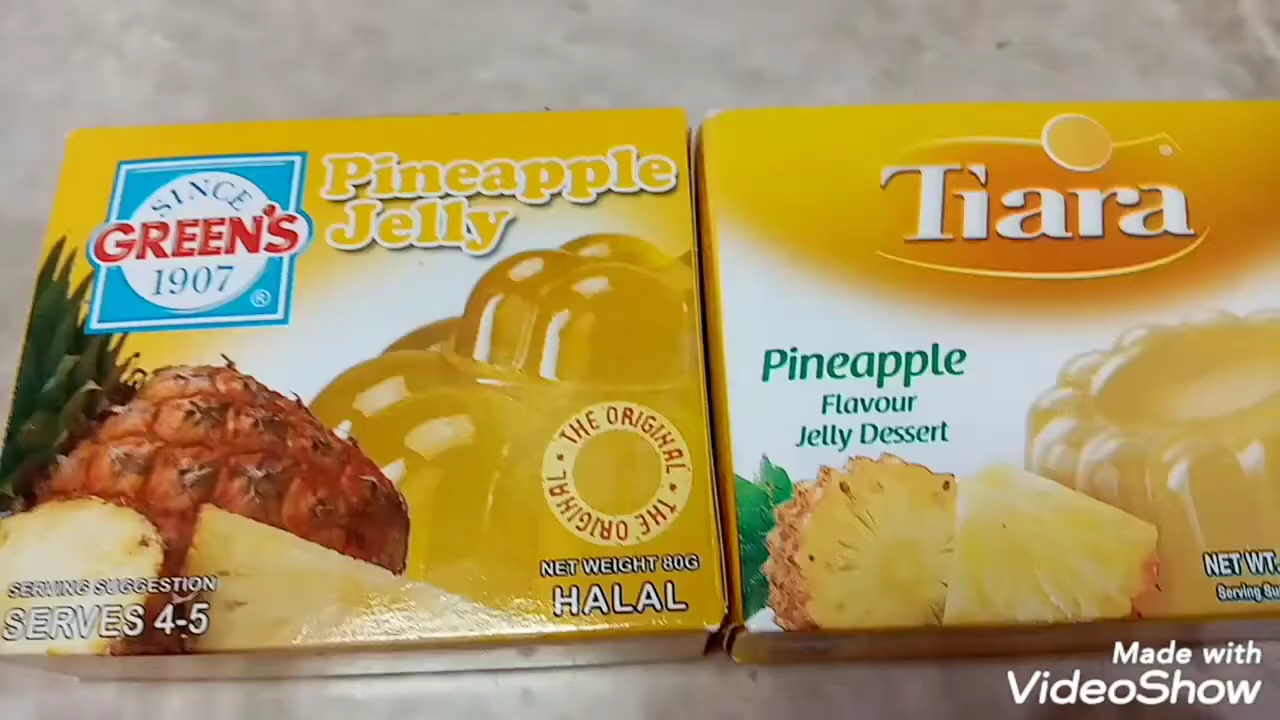 SINCE
GREEN'S
1907
®
Pineapple
Jelly
THE ORIGINAL • THE ORIGINAL •
NET WEIGHT 80G
HALAL
SERVING SUGGESTION
SERVES 4-5
Tiara
Pineapple
Flavour
Jelly Dessert
NET WT.
Serving
Made with
VideoShow